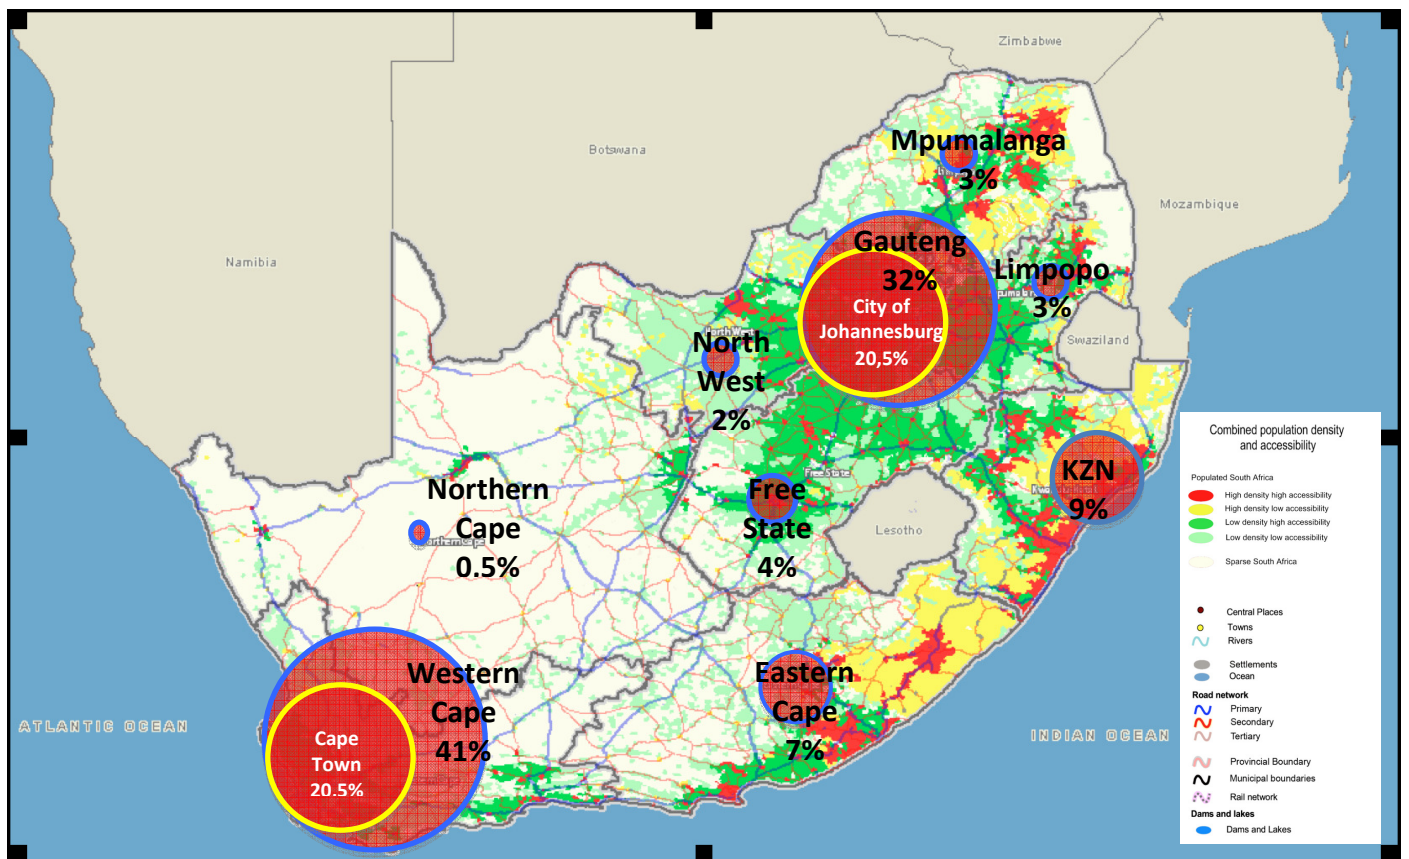 Zimbabwe
Botswana
Mozambique
Namibia
Swaziland
Lesotho
ATLANTIC OCEAN
INDIAN OCEAN
Mpumalanga
3%
Gauteng
32%
City of
Johannesburg
20,5%
Limpopo
3%
North West
North
West
2%
KZN
9%
Free State
Free
State
4%
Northern
Cape
0.5%
Western
Cape
41%
Cape
Town
20.5%
Eastern
Cape
7%
Combined population density
and accessibility
Populated South Africa
High density high accessibility
High density low accessibility
Low density high accessibility
Low density low accessibility
Sparse South Africa
Central Places
Towns
Rivers
Settlements
Ocean
Road network
Primary
Secondary
Tertiary
Provincial Boundary
Municipal boundaries
Rail network
Dams and lakes
Dams and Lakes